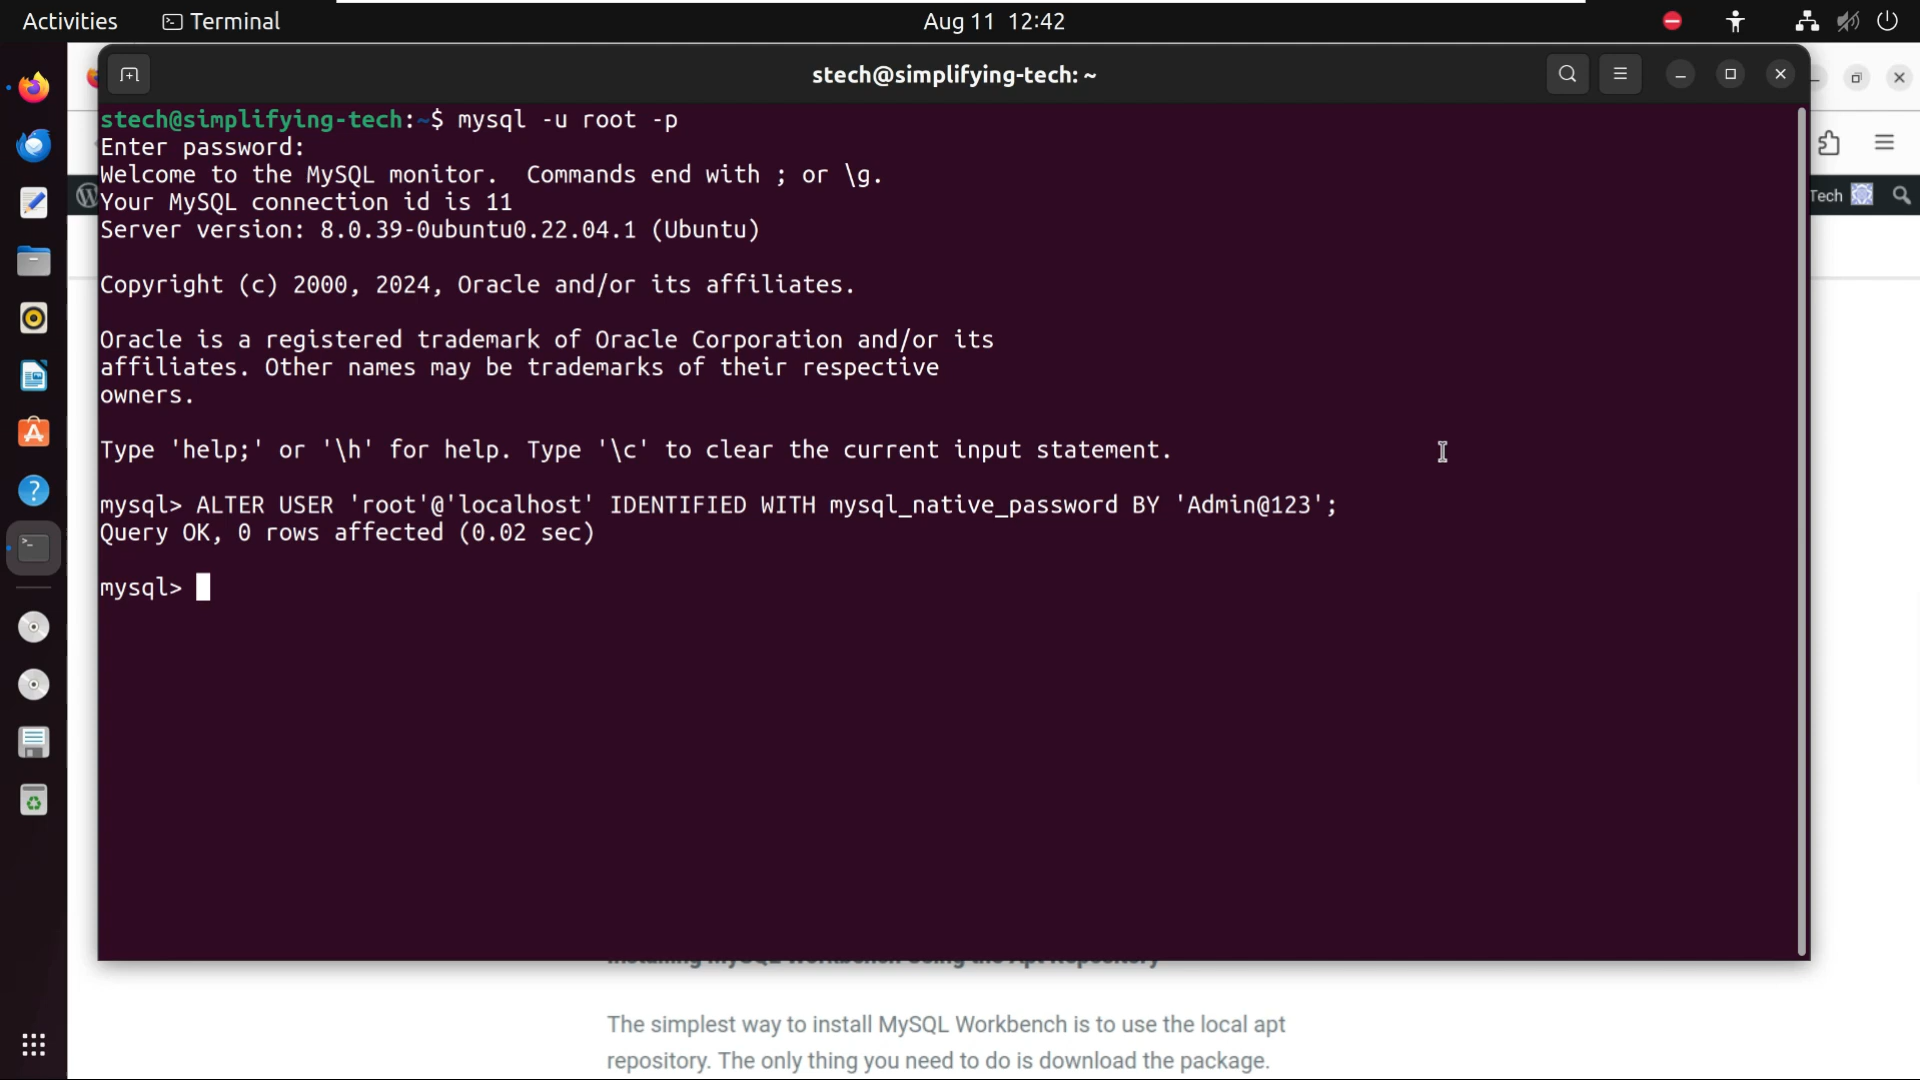 Activities Terminal Aug 11 12:42
stech@simplifying-tech: ~
stech@simplifying-tech:~$ mysql -u root -p
Enter password:
Welcome to the MySQL monitor.  Commands end with ; or \g.
Your MySQL connection id is 11
Server version: 8.0.39-0ubuntu0.22.04.1 (Ubuntu)
Copyright (c) 2000, 2024, Oracle and/or its affiliates.
Oracle is a registered trademark of Oracle Corporation and/or its
affiliates. Other names may be trademarks of their respective
owners.
Type 'help;' or '\h' for help. Type '\c' to clear the current input statement.
mysql> ALTER USER 'root'@'localhost' IDENTIFIED WITH mysql_native_password BY 'Admin@123';
Query OK, 0 rows affected (0.02 sec)
mysql>
Tech
The simplest way to install MySQL Workbench is to use the local apt
repository. The only thing you need to do is download the package.